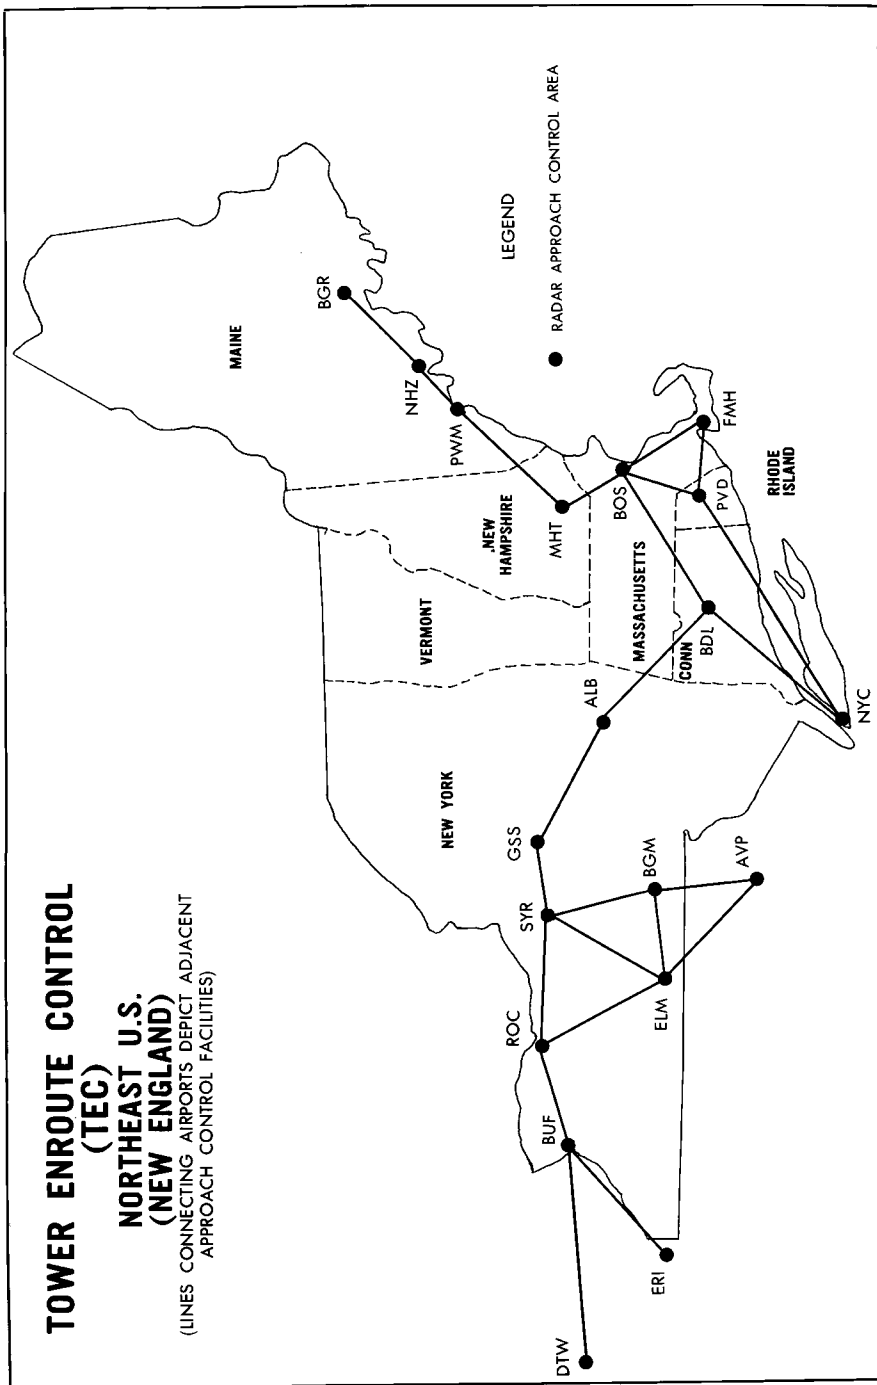 TOWER ENROUTE CONTROL
(TEC)
NORTHEAST U.S.
(NEW ENGLAND)
(LINES CONNECTING AIRPORTS DEPICT ADJACENT
APPROACH CONTROL FACILITIES)
MAINE
BGR
NHZ
PWM
LEGEND
RADAR APPROACH CONTROL AREA
VERMONT
NEW
HAMPSHIRE
MHT
NEW YORK
ALB
MASSACHUSETTS
BOS
FMH
GSS
SYR
ROC
BUF
DTW
ERI
ELM
BGM
AVP
CONN
BDL
PVD
RHODE
ISLAND
NYC